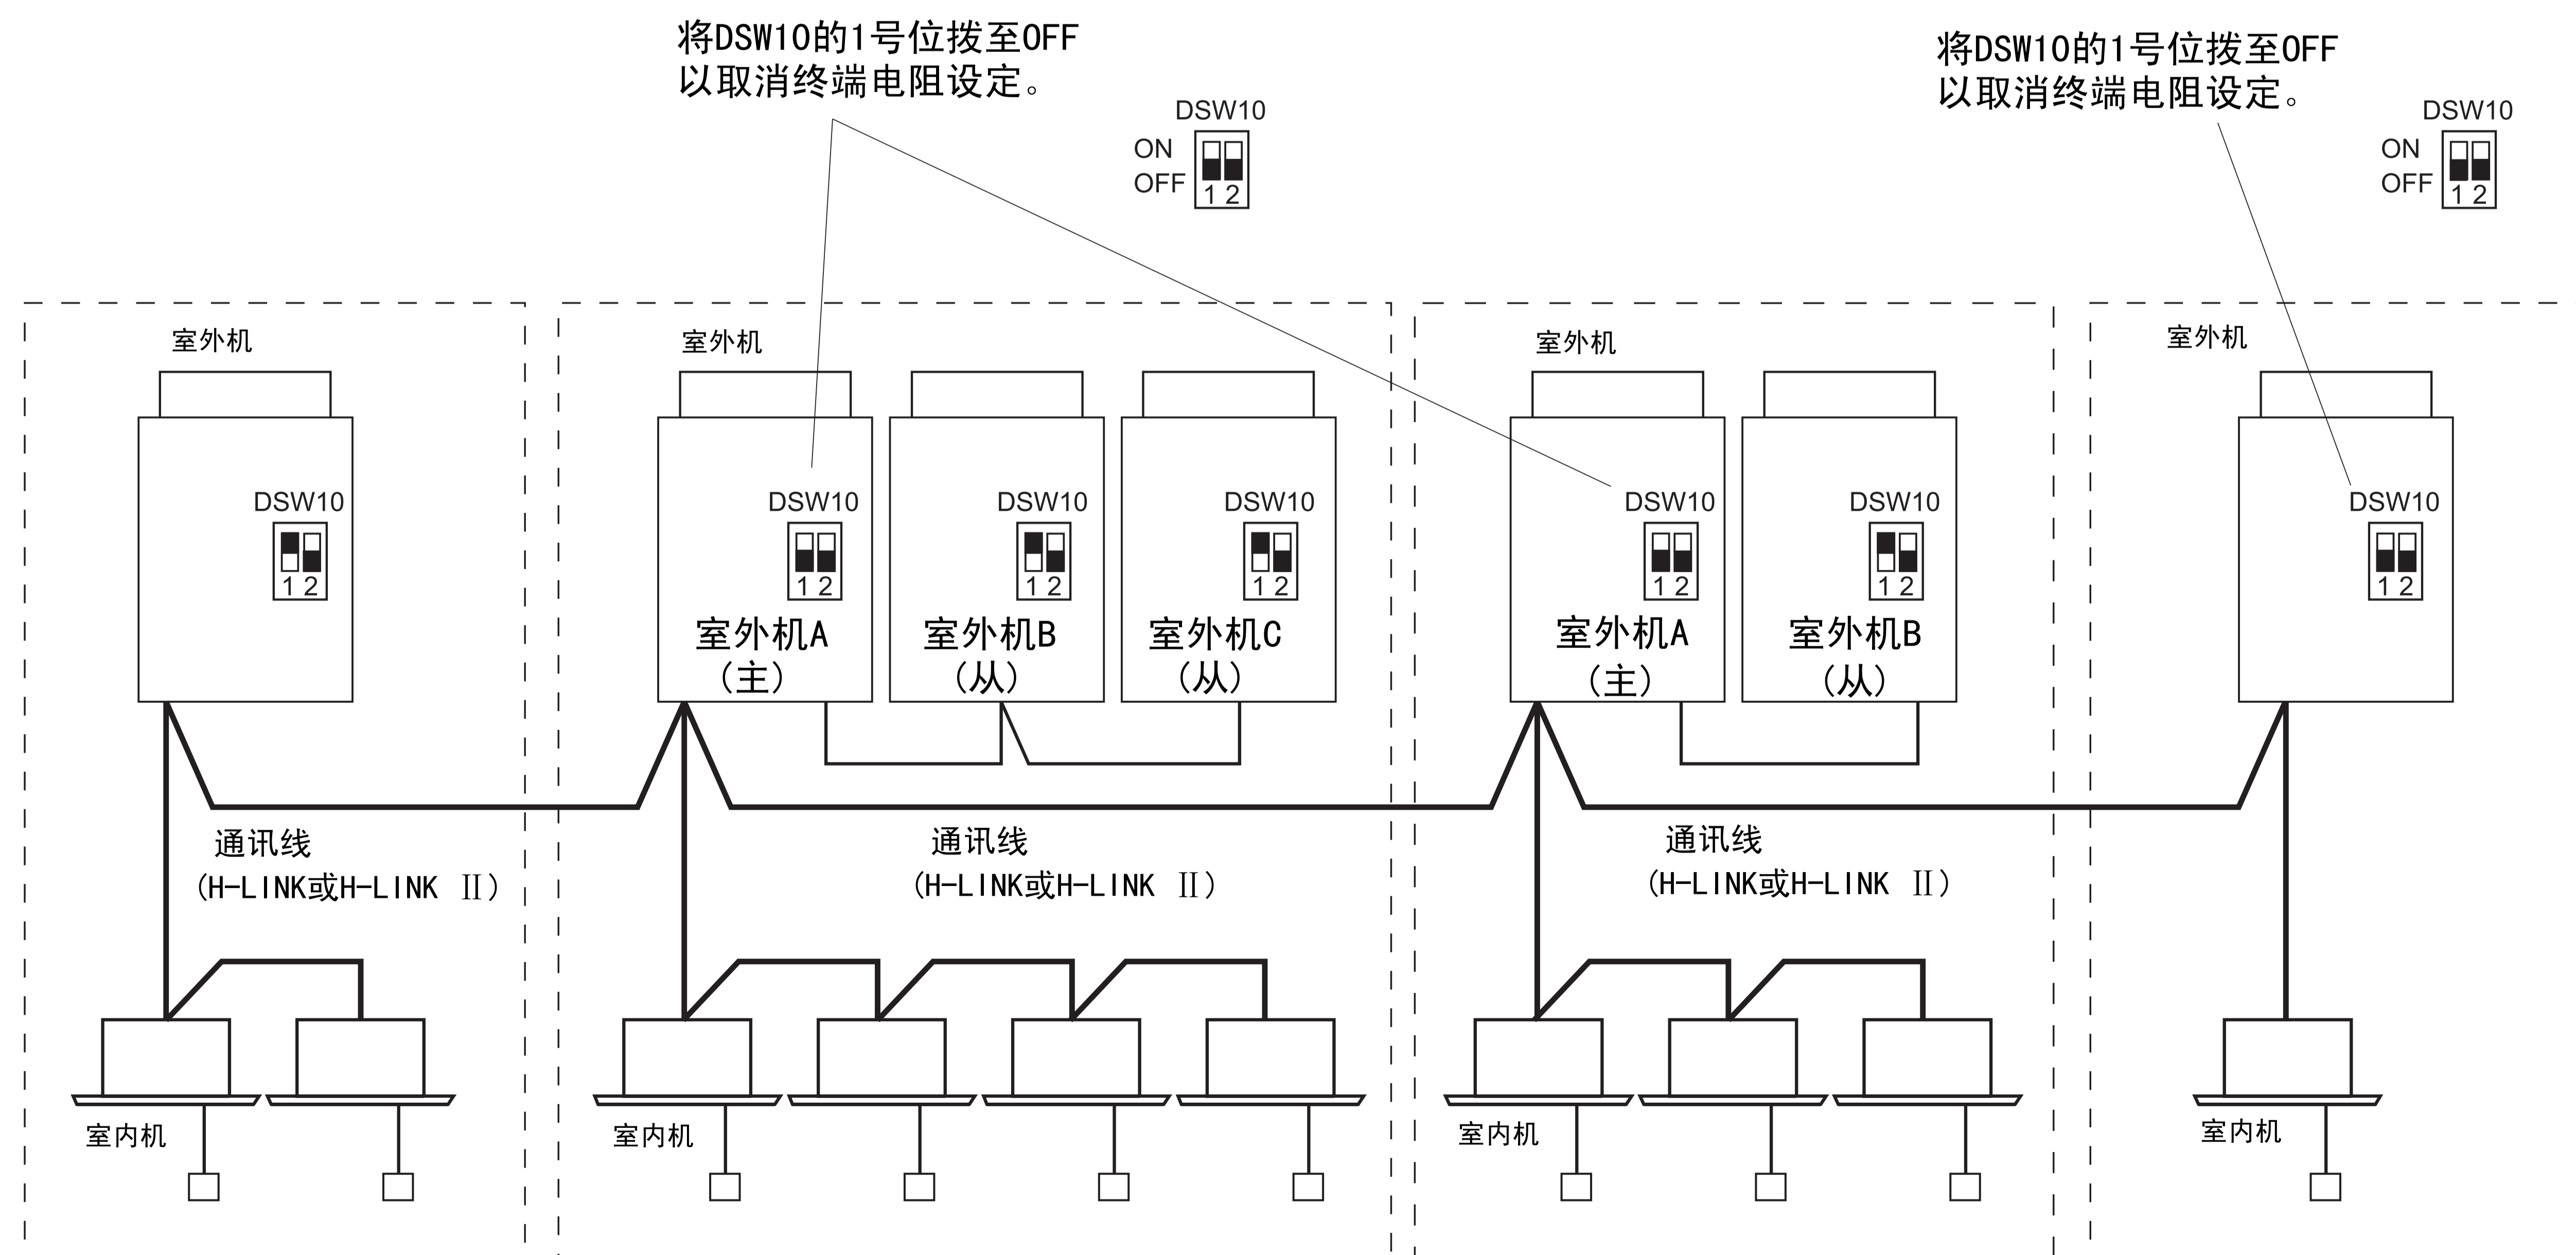 将DSW10的1号位拨至OFF
以取消终端电阻设定。
DSW10
ON
OFF
1 2
将DSW10的1号位拨至OFF
以取消终端电阻设定。
DSW10
ON
OFF
1 2
室外机
DSW10
1 2
通讯线
(H-LINK或H-LINK Ⅱ)
室内机
室外机
DSW10
1 2
室外机A
(主)
DSW10
1 2
室外机B
(从)
DSW10
1 2
室外机C
(从)
通讯线
(H-LINK或H-LINK Ⅱ)
室内机
室外机
DSW10
1 2
室外机A
(主)
DSW10
1 2
室外机B
(从)
通讯线
(H-LINK或H-LINK Ⅱ)
室内机
室外机
DSW10
1 2
室内机